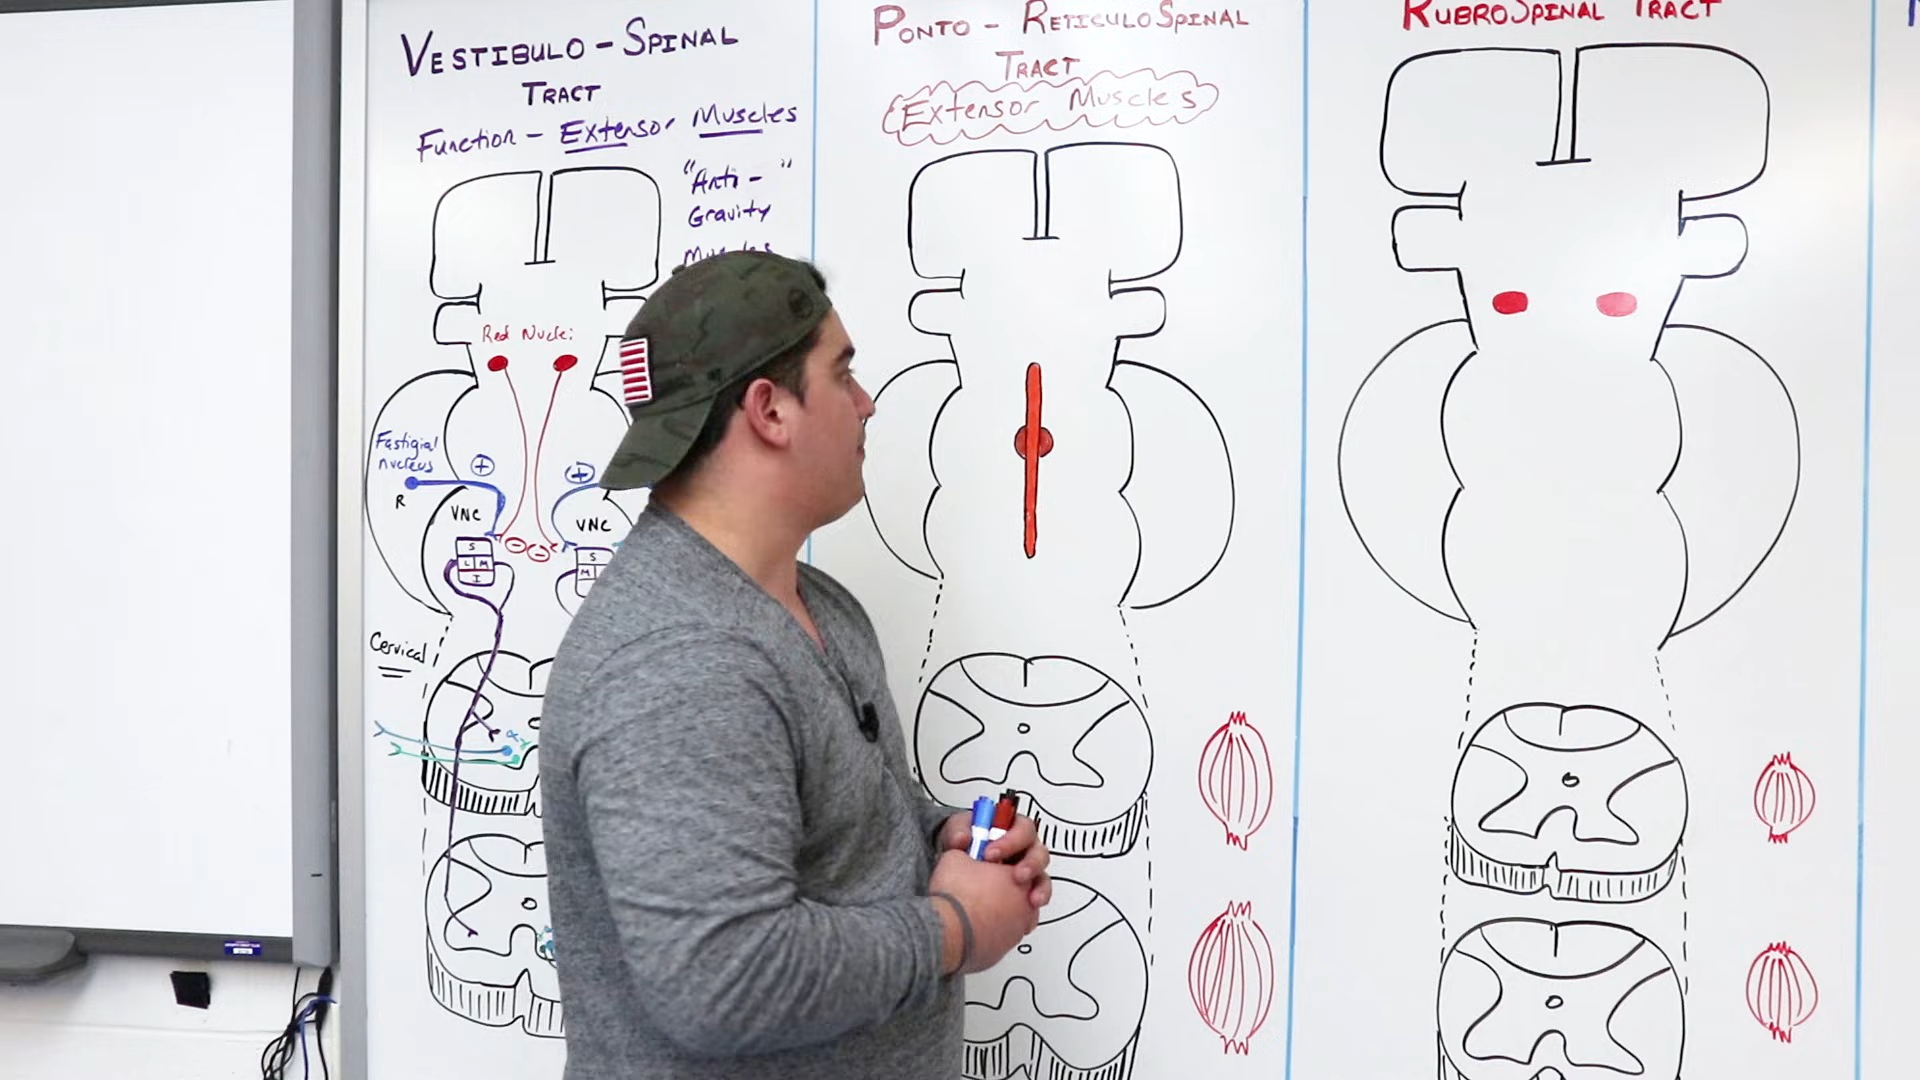 VESTIBULO - SPINAL
TRACT
Function - Extensor Muscles
"Anti - "
Gravity
Muscles
Red Nuclei
Fastigial
nucleus
R
+
+
VNC
VNC
- -
S
L M
I
S
M
Cervical
α γ
PONTO - RETICULOSPINAL
TRACT
Extensor Muscles
RUBROSPINAL TRACT